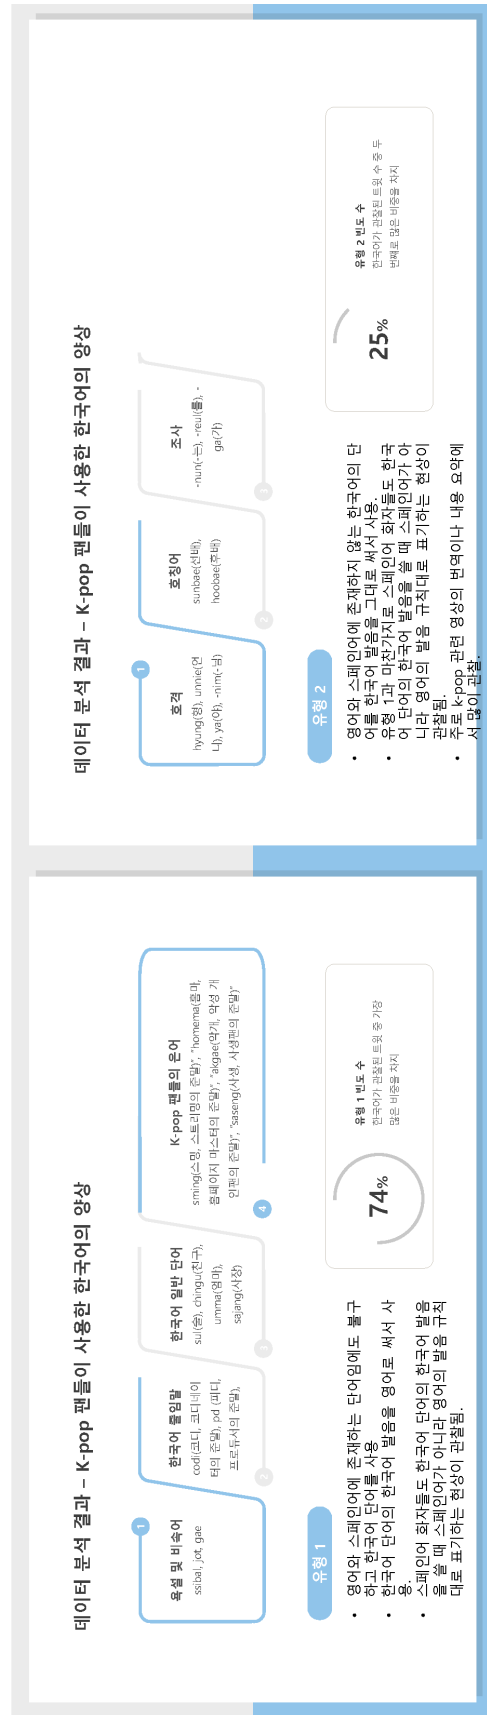 데이터 분석 결과 – K-pop 팬들이 사용한 한국어의 양상
1
호격
hyung(형), unnie(언
니), ya(야), -nim(-님)
2
호칭어
sunbae(선배),
hoobae(후배)
3
조사
-nun(-는), -reul(를), -
ga(가)
유형 2
• 영어와 스페인어에 존재하지 않는 한국어의 단
어를 한국어 발음을 그대로 써서 사용.
• 유형 1과 마찬가지로 스페인어 화자들도 한국
어 단어의 한국어 발음을 쓸 때 스페인어가 아
니라 영어의 발음 규칙대로 표기하는 현상이
관찰됨.
• 주로 k-pop 관련 영상의 번역이나 내용 요약에
서 많이 관찰.
25%
유형 2 빈도 수
한국어가 관찰된 트윗 수 중 두
번째로 많은 비중을 차지
데이터 분석 결과 – K-pop 팬들이 사용한 한국어의 양상
1
욕설 및 비속어
ssibal, jot, gae
2
한국어 줄임말
codi(코디, 코디네이
터의 준말), pd (피디,
프로듀서의 준말),
3
한국어 일반 단어
sul(술), chingu(친구),
umma(엄마),
sajang(사장)
4
K-pop 팬들의 은어
sming(스밍, 스트리밍의 준말)", "homema(홈마,
홈페이지 마스터의 준말)", "akgae(악개, 악성 개
인팬의 준말)", "saseng(사생, 사생팬의 준말)"
유형 1
• 영어와 스페인어에 존재하는 단어임에도 불구
하고 한국어 단어를 사용
• 한국어 단어의 한국어 발음을 영어로 써서 사
용.
• 스페인어 화자들도 한국어 단어의 한국어 발음
을 쓸 때 스페인어가 아니라 영어의 발음 규칙
대로 표기하는 현상이 관찰됨.
74%
유형 1 빈도 수
한국어가 관찰된 트윗 중 가장
많은 비중을 차지